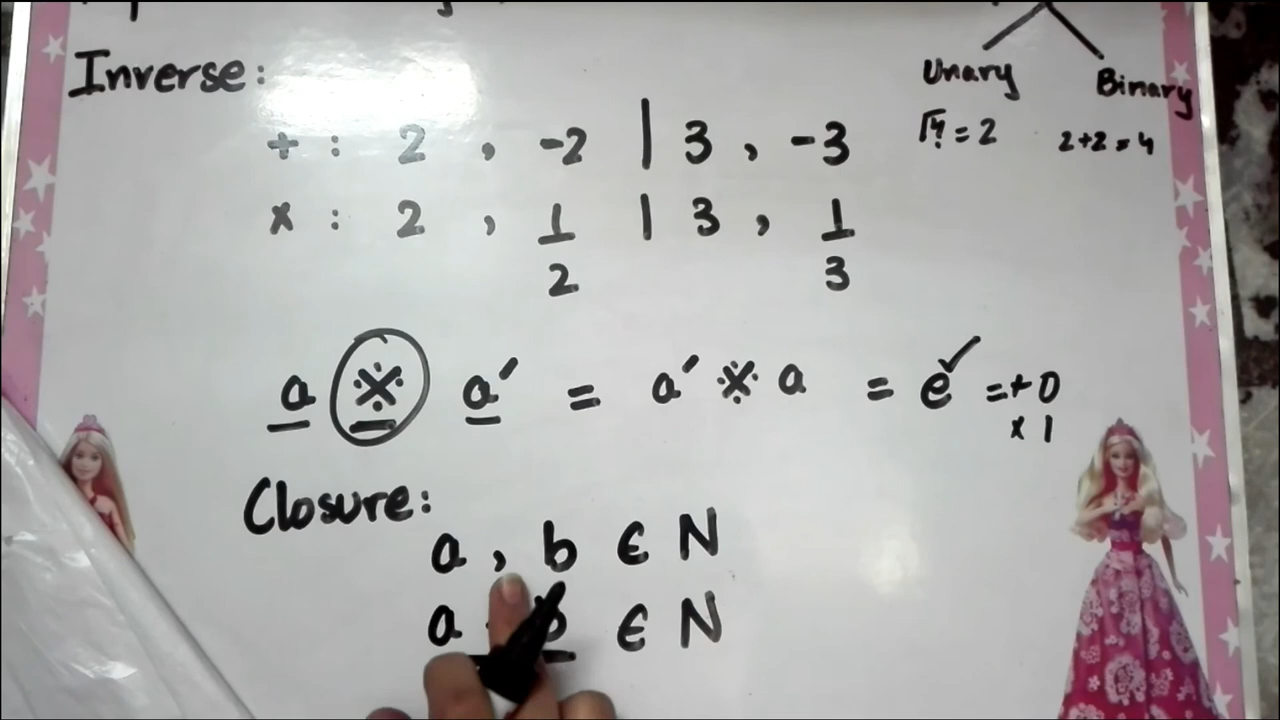 Inverse:
Unary Binary
√4 = 2 2+2=4
+ : 2 , -2 | 3 , -3
x : 2 , 1/2 | 3 , 1/3
a ※ a′ = a′ ※ a = e ✓ = + 0
x 1
Closure:
a , b ∈ N
a b ∈ N